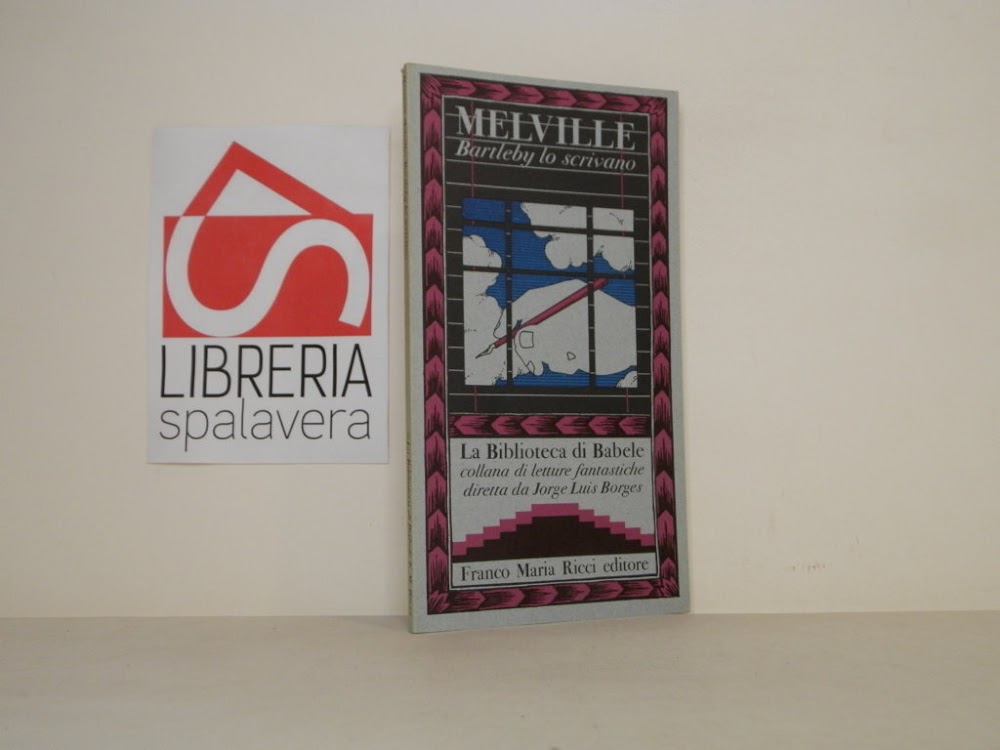 LIBRERIA
spalavera
MELVILLE
Bartleby lo scrivano
La Biblioteca di Babele
collana di letture fantastiche
diretta da Jorge Luis Borges
Franco Maria Ricci editore